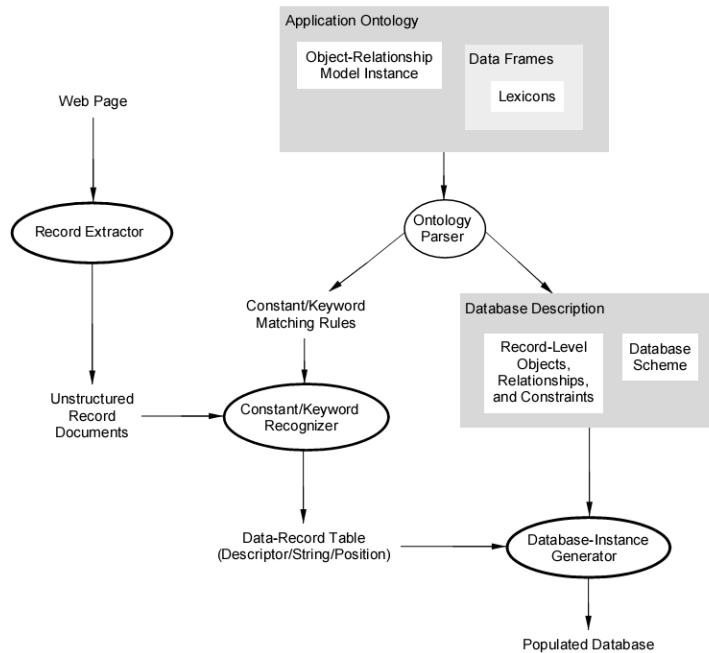 Application Ontology
Object-Relationship
Model Instance
Data Frames
Lexicons
Web Page
Record Extractor
Ontology
Parser
Constant/Keyword
Matching Rules
Database Description
Record-Level
Objects,
Relationships,
and Constraints
Database
Scheme
Unstructured
Record
Documents
Constant/Keyword
Recognizer
Data-Record Table
(Descriptor/String/Position)
Database-Instance
Generator
Populated Database